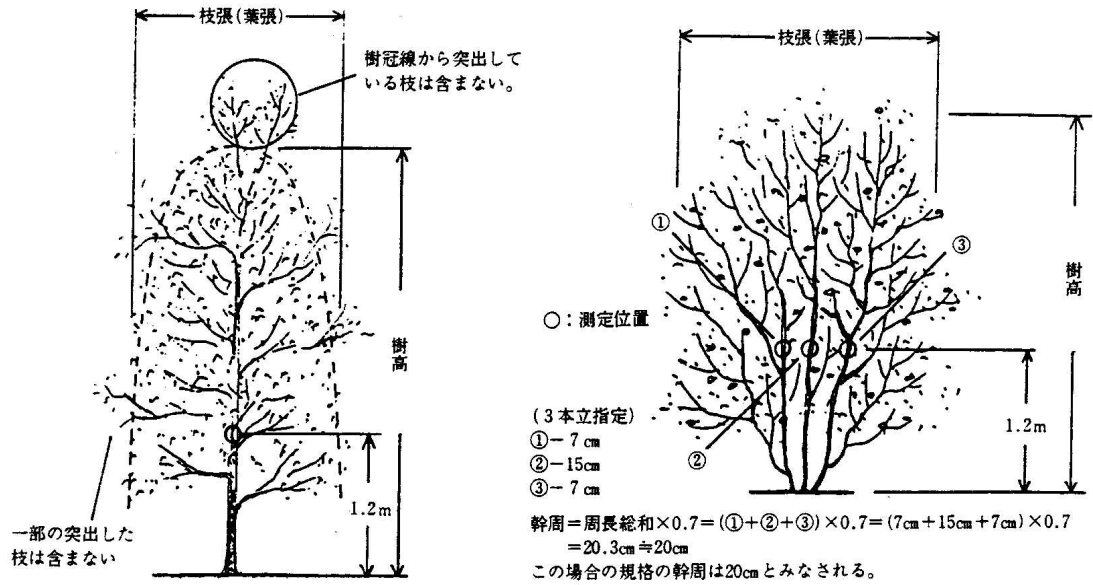 枝張(葉張)
樹冠線から突出して
いる枝は含まない。
樹高
1.2m
一部の突出した
枝は含まない
枝張(葉張)
①
③
樹高
○：測定位置
1.2m
(3本立指定)
①－7cm
②－15cm
③－7cm
②
幹周＝周長総和×0.7＝(①＋②＋③)×0.7＝(7cm＋15cm＋7cm)×0.7
＝20.3cm≒20cm
この場合の規格の幹周は20cmとみなされる。